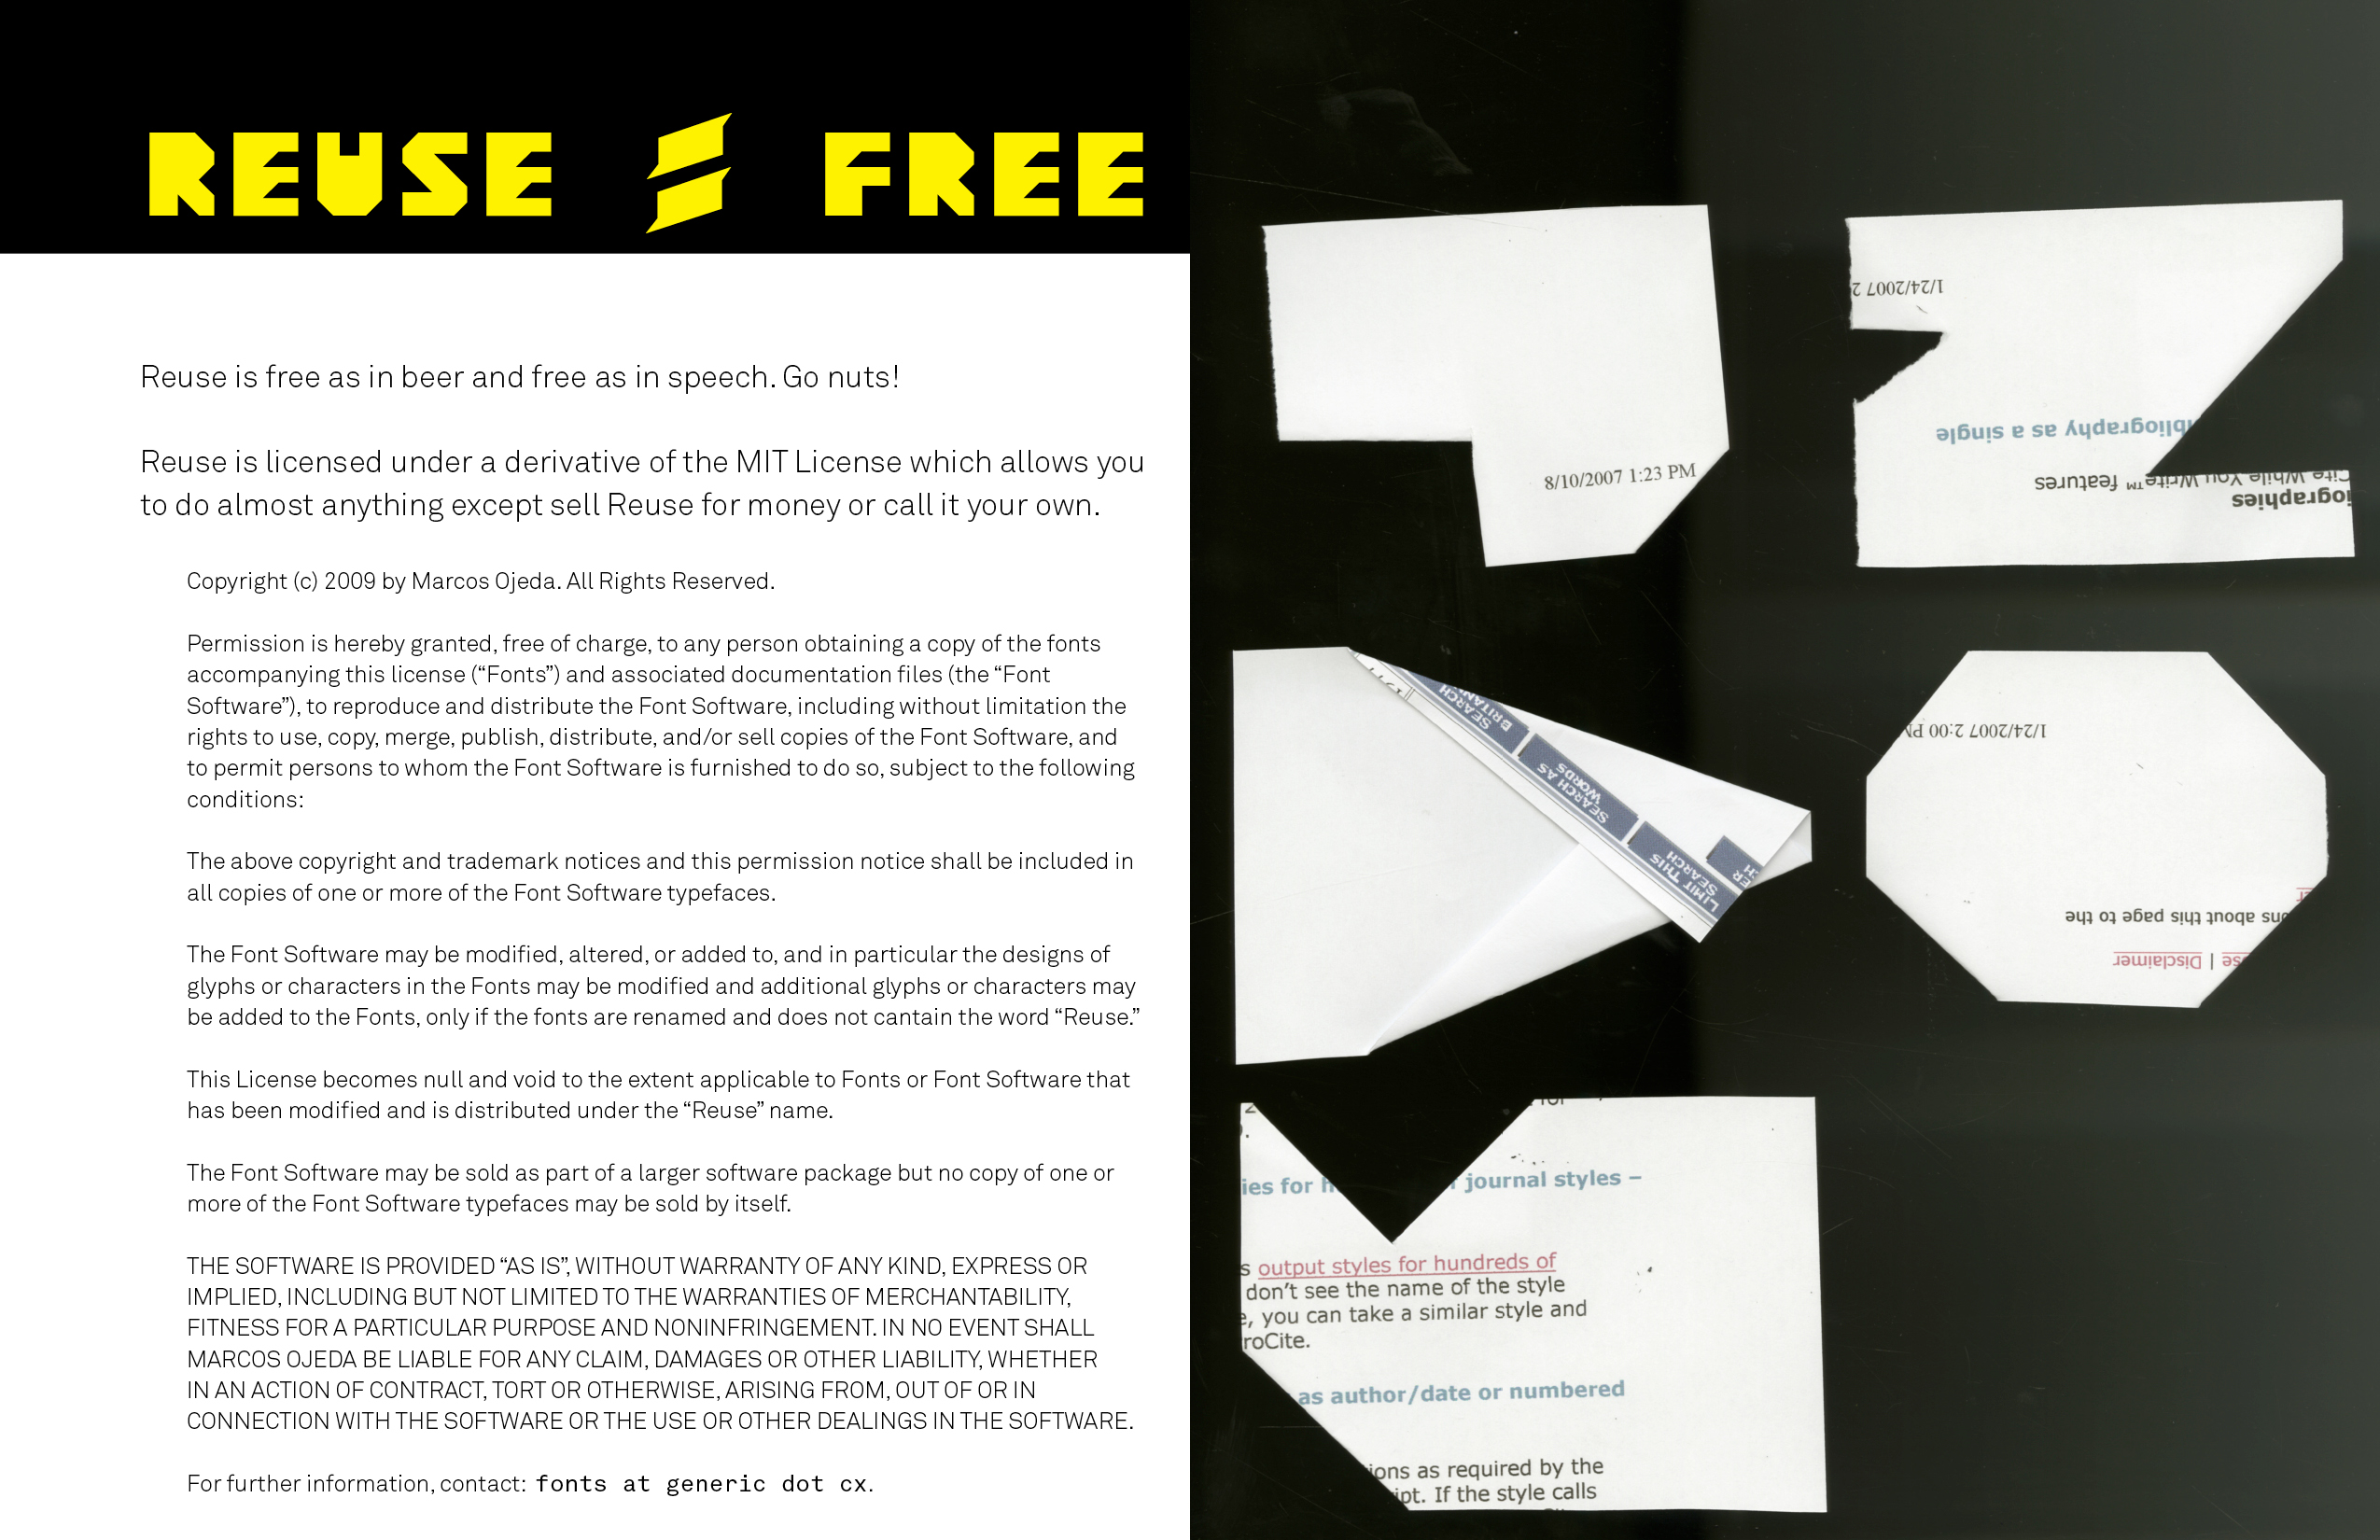 REUSE = FREE
Reuse is free as in beer and free as in speech. Go nuts!
Reuse is licensed under a derivative of the MIT License which allows you
to do almost anything except sell Reuse for money or call it your own.
Copyright (c) 2009 by Marcos Ojeda. All Rights Reserved.
Permission is hereby granted, free of charge, to any person obtaining a copy of the fonts
accompanying this license (“Fonts”) and associated documentation files (the “Font
Software”), to reproduce and distribute the Font Software, including without limitation the
rights to use, copy, merge, publish, distribute, and/or sell copies of the Font Software, and
to permit persons to whom the Font Software is furnished to do so, subject to the following
conditions:
The above copyright and trademark notices and this permission notice shall be included in
all copies of one or more of the Font Software typefaces.
The Font Software may be modified, altered, or added to, and in particular the designs of
glyphs or characters in the Fonts may be modified and additional glyphs or characters may
be added to the Fonts, only if the fonts are renamed and does not cantain the word “Reuse.”
This License becomes null and void to the extent applicable to Fonts or Font Software that
has been modified and is distributed under the “Reuse” name.
The Font Software may be sold as part of a larger software package but no copy of one or
more of the Font Software typefaces may be sold by itself.
THE SOFTWARE IS PROVIDED “AS IS”, WITHOUT WARRANTY OF ANY KIND, EXPRESS OR
IMPLIED, INCLUDING BUT NOT LIMITED TO THE WARRANTIES OF MERCHANTABILITY,
FITNESS FOR A PARTICULAR PURPOSE AND NONINFRINGEMENT. IN NO EVENT SHALL
MARCOS OJEDA BE LIABLE FOR ANY CLAIM, DAMAGES OR OTHER LIABILITY, WHETHER
IN AN ACTION OF CONTRACT, TORT OR OTHERWISE, ARISING FROM, OUT OF OR IN
CONNECTION WITH THE SOFTWARE OR THE USE OR OTHER DEALINGS IN THE SOFTWARE.
For further information, contact: fonts at generic dot cx.
8/10/2007 1:23 PM
ographies
Cite While You Write™ features
bliography as a single
1/24/2007 2
SEARCH
BRITAN
SEARCH AS
WORDS
LIMIT THIS
SEARCH
ER
CH
se | Disclaimer
ons about this page to the
1/24/2007 2:00 PM
ies for journal styles –
s output styles for hundreds of
don’t see the name of the style
e, you can take a similar style and
roCite.
as author/date or numbered
ions as required by the
ipt. If the style calls